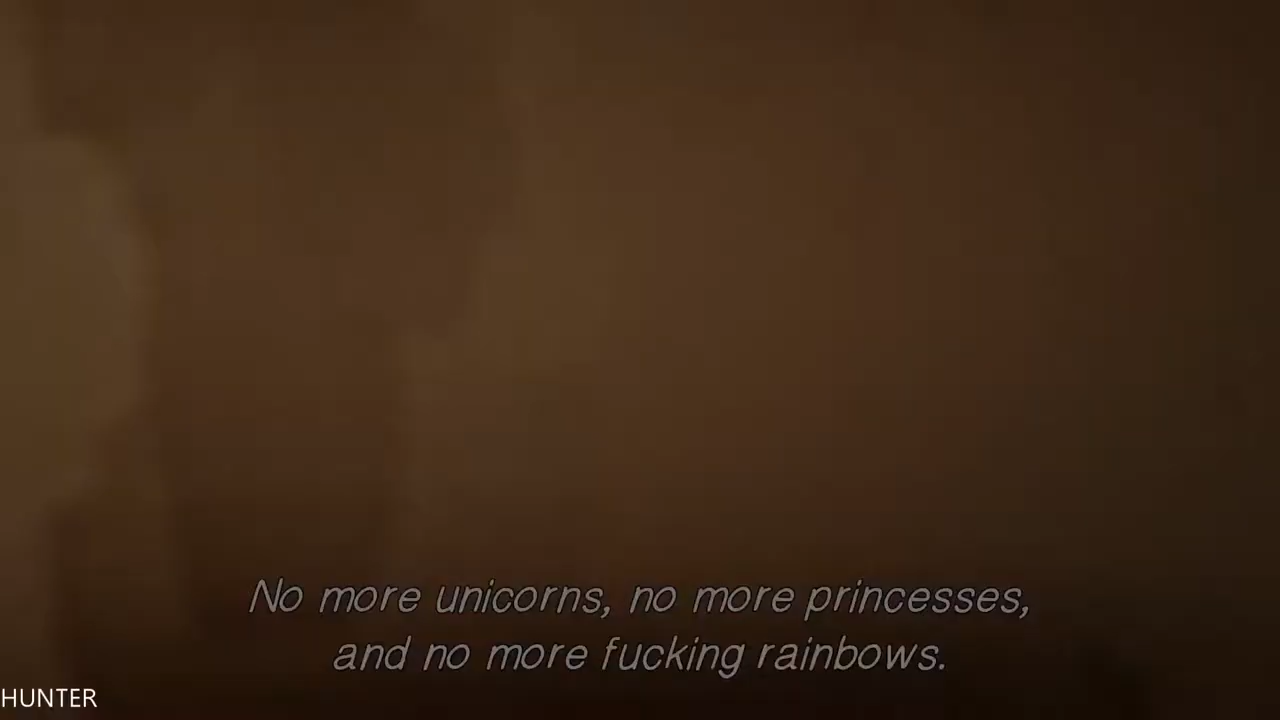 No more unicorns, no more princesses,
and no more fucking rainbows.
HUNTER